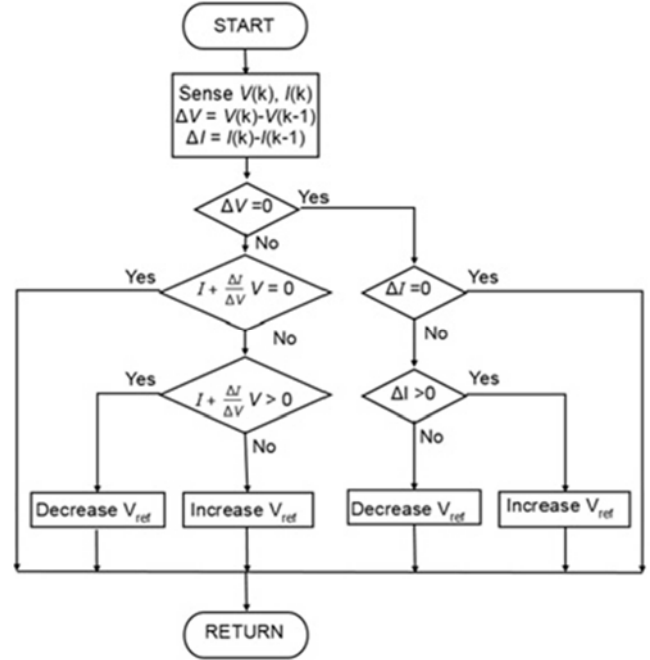 START
Sense V(k), I(k)
ΔV = V(k)-V(k-1)
ΔI = I(k)-I(k-1)
ΔV =0
Yes
No
Yes
I + ΔI/ΔV V = 0
No
ΔI =0
Yes
No
Yes
I + ΔI/ΔV V > 0
No
ΔI >0
Yes
No
Decrease Vref
Increase Vref
Decrease Vref
Increase Vref
RETURN